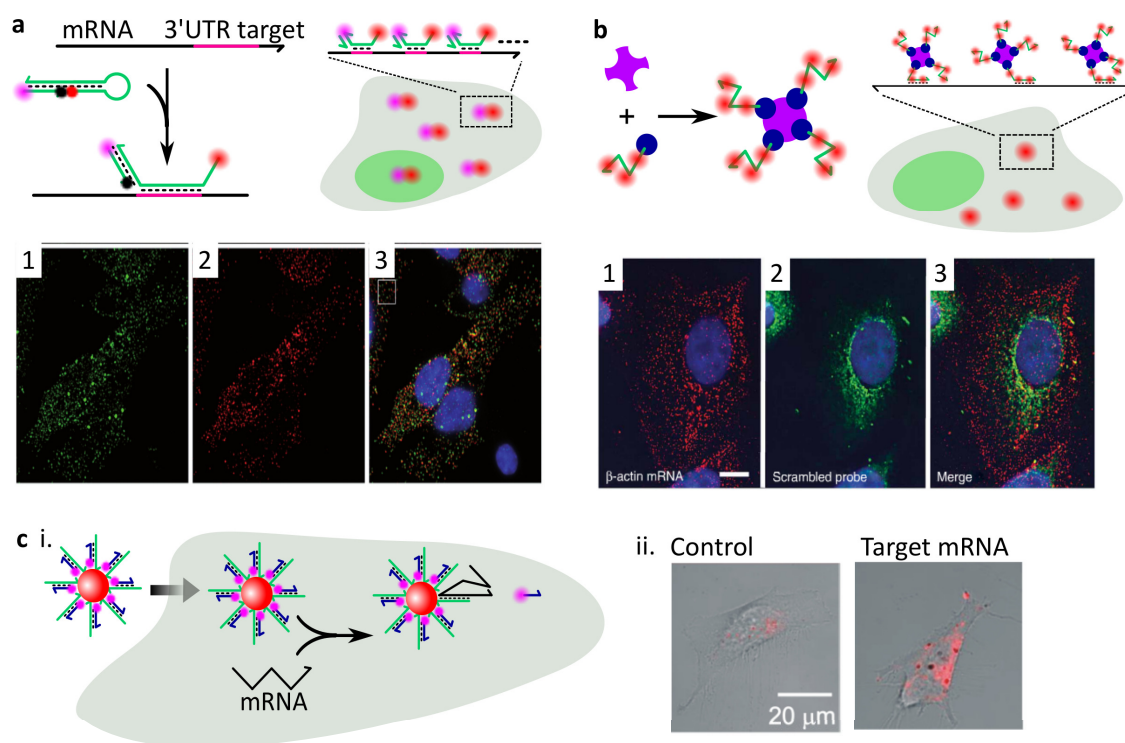 a
mRNA 3'UTR target
1
2
3
b
+
1
2
3
β-actin mRNA
Scrambled probe
Merge
c i.
mRNA
ii. Control
Target mRNA
20 μm